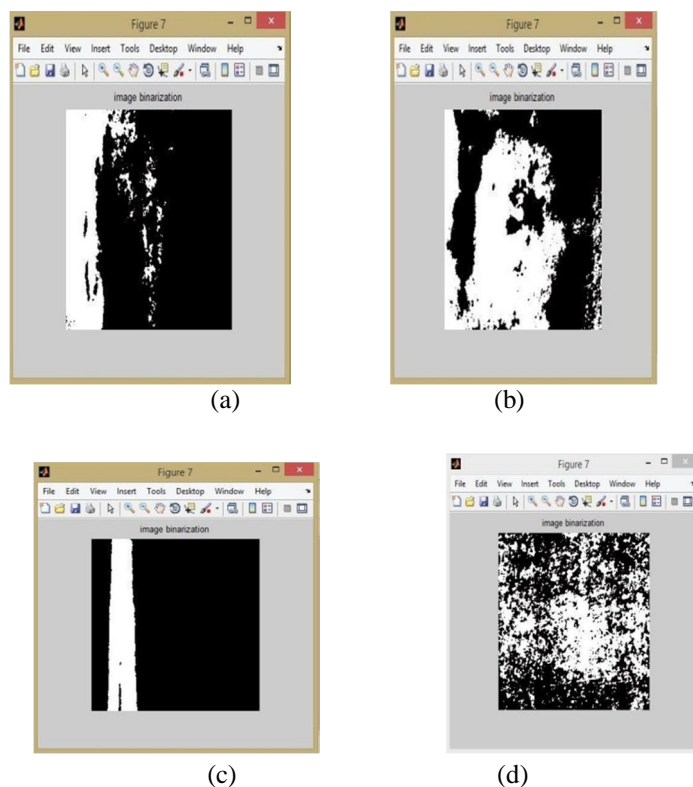 Figure 7
File Edit View Insert Tools Desktop Window Help
image binarization
(a)
Figure 7
File Edit View Insert Tools Desktop Window Help
image binarization
(b)
Figure 7
File Edit View Insert Tools Desktop Window Help
image binarization
(c)
Figure 7
File Edit View Insert Tools Desktop Window Help
image binarization
(d)